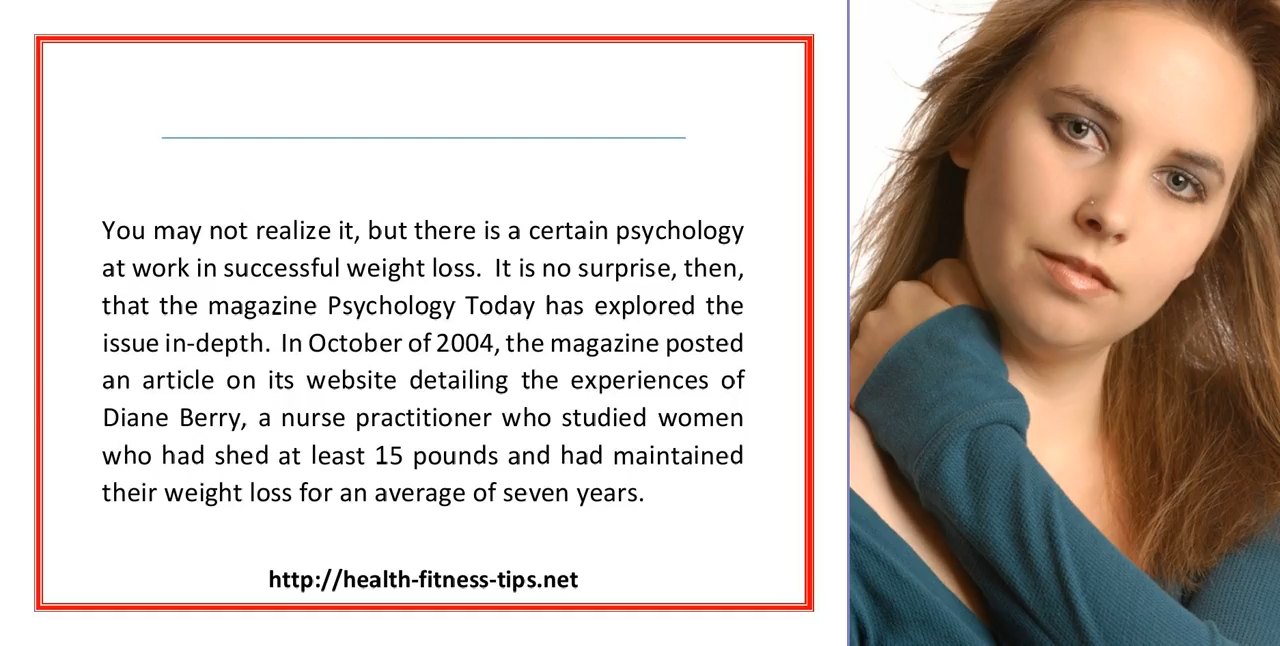 You may not realize it, but there is a certain psychology
at work in successful weight loss.  It is no surprise, then,
that the magazine Psychology Today has explored the
issue in-depth.  In October of 2004, the magazine posted
an article on its website detailing the experiences of
Diane Berry, a nurse practitioner who studied women
who had shed at least 15 pounds and had maintained
their weight loss for an average of seven years.
http://health-fitness-tips.net